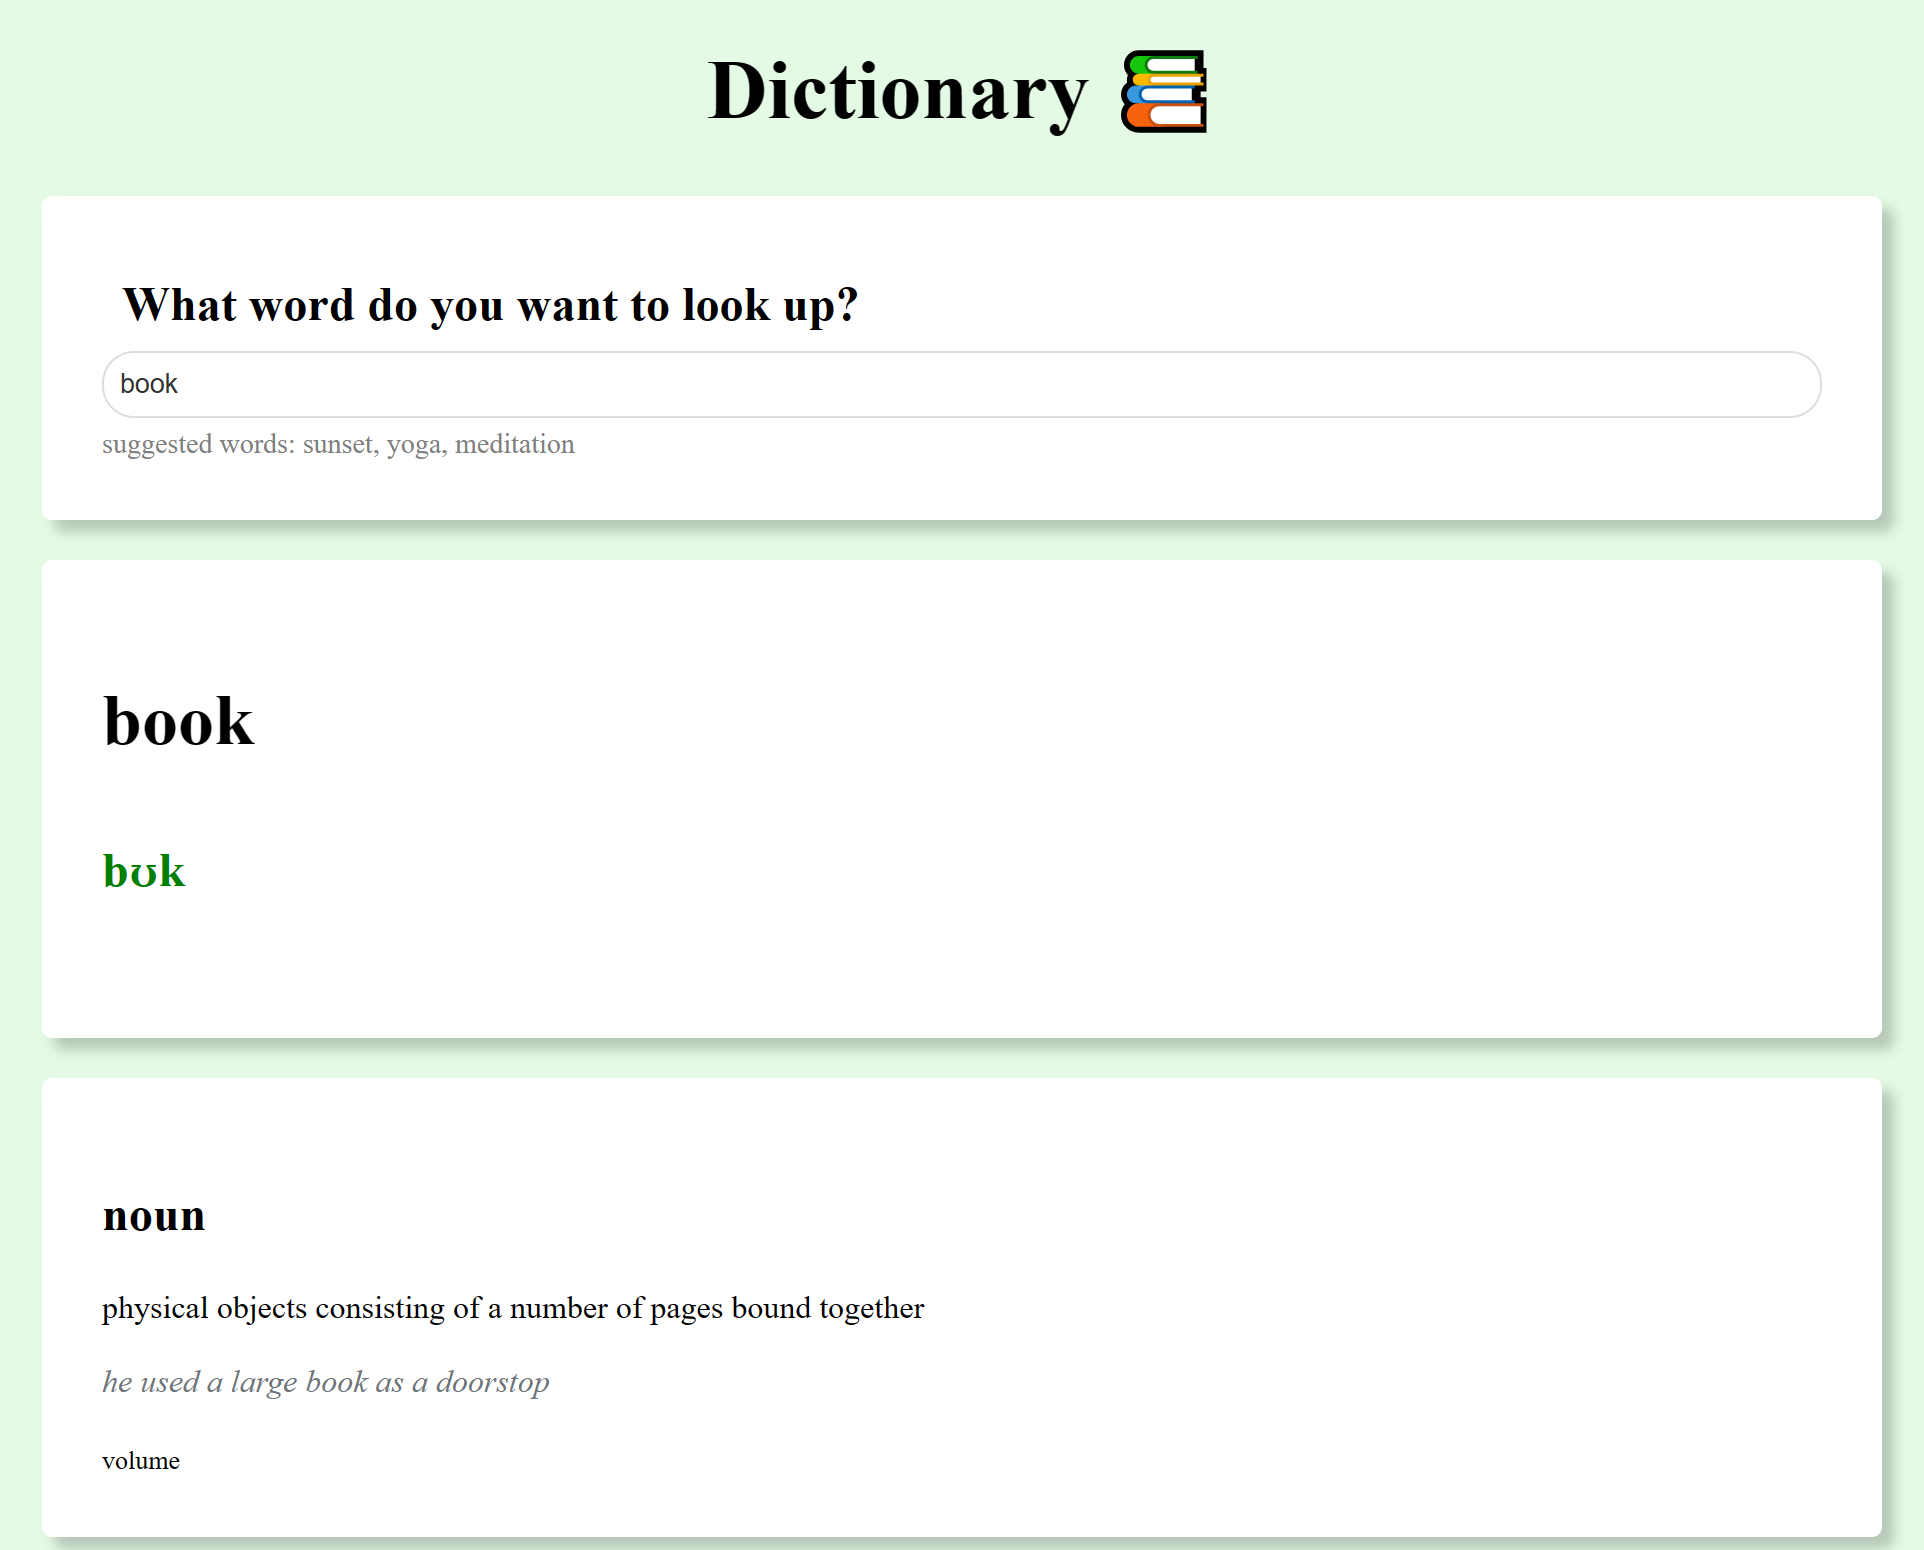 Dictionary
What word do you want to look up?
book
suggested words: sunset, yoga, meditation
book
bʊk
noun
physical objects consisting of a number of pages bound together
he used a large book as a doorstop
volume